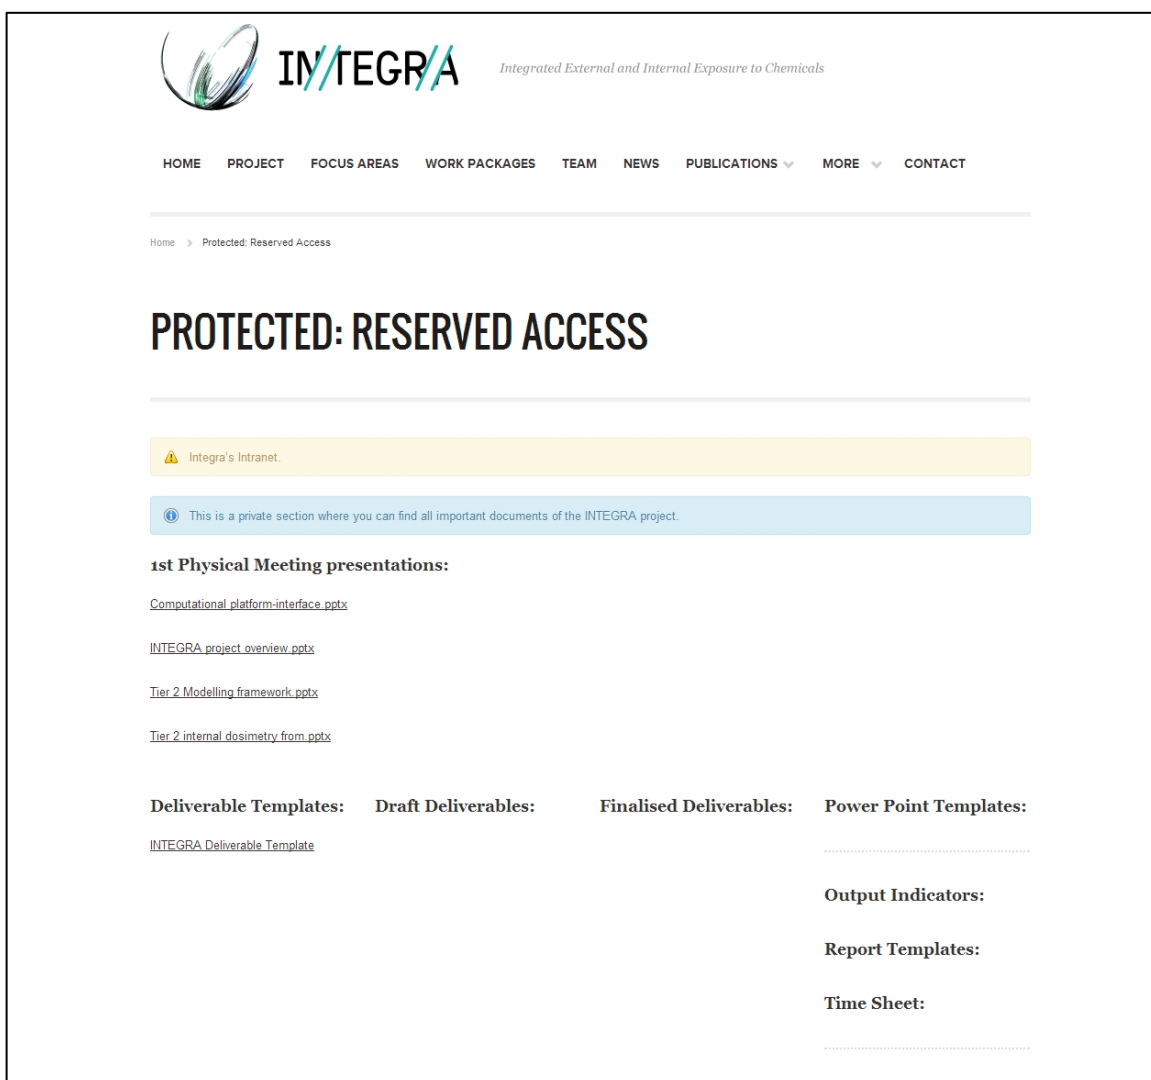 INTEGRA
Integrated External and Internal Exposure to Chemicals
HOME PROJECT FOCUS AREAS WORK PACKAGES TEAM NEWS PUBLICATIONS MORE CONTACT
Home Protected: Reserved Access
PROTECTED: RESERVED ACCESS
Integra's Intranet.
This is a private section where you can find all important documents of the INTEGRA project.
1st Physical Meeting presentations:
Computational platform-interface.pptx
INTEGRA project overview.pptx
Tier 2 Modelling framework.pptx
Tier 2 internal dosimetry from.pptx
Deliverable Templates: Draft Deliverables: Finalised Deliverables: Power Point Templates:
INTEGRA Deliverable Template
Output Indicators:
Report Templates:
Time Sheet: